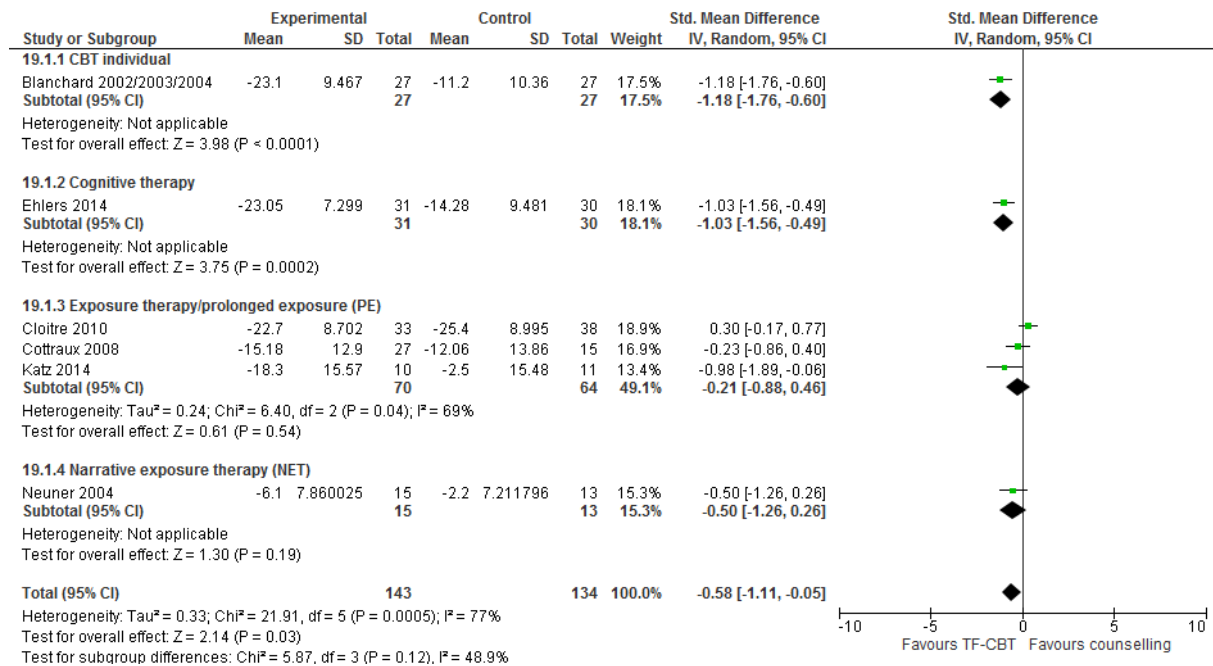 Experimental Control Std. Mean Difference Std. Mean Difference
Study or Subgroup Mean SD Total Mean SD Total Weight IV, Random, 95% CI IV, Random, 95% CI
19.1.1 CBT individual
Blanchard 2002/2003/2004 -23.1 9.467 27 -11.2 10.36 27 17.5% -1.18 [-1.76, -0.60]
Subtotal (95% CI) 27 27 17.5% -1.18 [-1.76, -0.60]
Heterogeneity: Not applicable
Test for overall effect: Z = 3.98 (P < 0.0001)
19.1.2 Cognitive therapy
Ehlers 2014 -23.05 7.299 31 -14.28 9.481 30 18.1% -1.03 [-1.56, -0.49]
Subtotal (95% CI) 31 30 18.1% -1.03 [-1.56, -0.49]
Heterogeneity: Not applicable
Test for overall effect: Z = 3.75 (P = 0.0002)
19.1.3 Exposure therapy/prolonged exposure (PE)
Cloitre 2010 -22.7 8.702 33 -25.4 8.995 38 18.9% 0.30 [-0.17, 0.77]
Cottraux 2008 -15.18 12.9 27 -12.06 13.86 15 16.9% -0.23 [-0.86, 0.40]
Katz 2014 -18.3 15.57 10 -2.5 15.48 11 13.4% -0.98 [-1.89, -0.06]
Subtotal (95% CI) 70 64 49.1% -0.21 [-0.88, 0.46]
Heterogeneity: Tau² = 0.24; Chi² = 6.40, df = 2 (P = 0.04); I² = 69%
Test for overall effect: Z = 0.61 (P = 0.54)
19.1.4 Narrative exposure therapy (NET)
Neuner 2004 -6.1 7.860025 15 -2.2 7.211796 13 15.3% -0.50 [-1.26, 0.26]
Subtotal (95% CI) 15 13 15.3% -0.50 [-1.26, 0.26]
Heterogeneity: Not applicable
Test for overall effect: Z = 1.30 (P = 0.19)
Total (95% CI) 143 134 100.0% -0.58 [-1.11, -0.05]
Heterogeneity: Tau² = 0.33; Chi² = 21.91, df = 5 (P = 0.0005); I² = 77%
Test for overall effect: Z = 2.14 (P = 0.03)
Test for subgroup differences: Chi² = 5.87, df = 3 (P = 0.12), I² = 48.9%
-10 -5 0 5 10
Favours TF-CBT Favours counselling